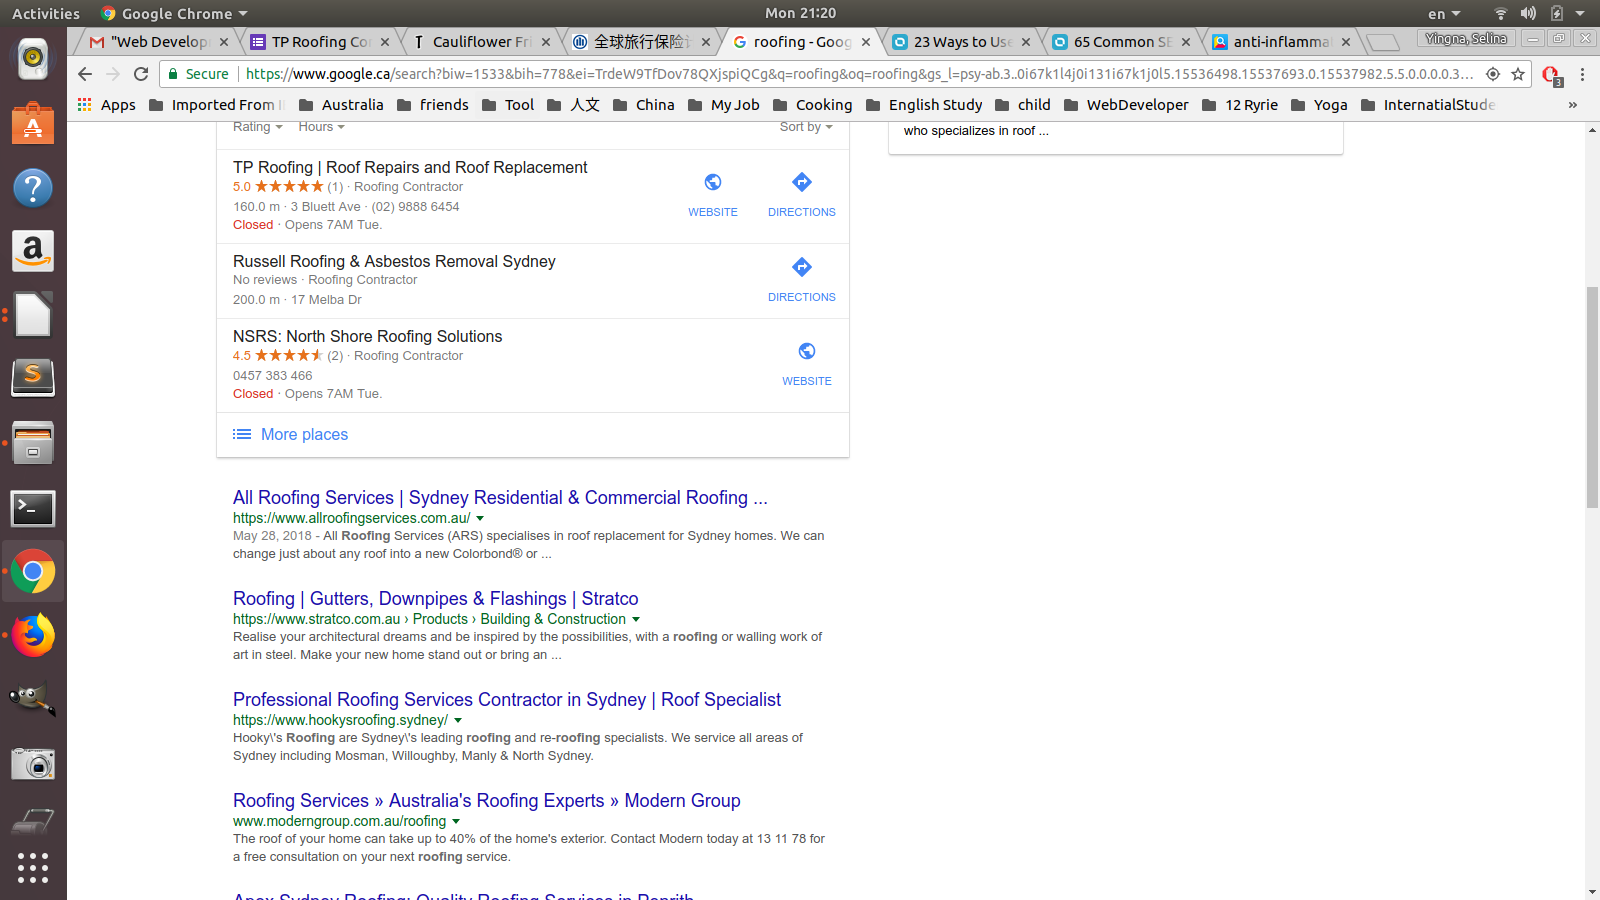 Activities Google Chrome Mon 21:20 en
"Web Develop TP Roofing Co Cauliflower Fri 全球旅行保险 roofing - Goog 23 Ways to Use 65 Common SE anti-inflamma Yingna, Selina
Secure https://www.google.ca/search?biw=1533&bih=778&ei=TrdeW9TfDov78QXjspiQCg&q=roofing&oq=roofing&gs_l=psy-ab.3..0i67k1l4j0i131i67k1j0l5.15536498.15537693.0.15537982.5.5.0.0.0.0.3... 3
Apps Imported From I Australia friends Tool 人文 China My Job Cooking English Study child WebDeveloper 12 Ryrie Yoga InternatialStude »
Rating Hours Sort by
who specializes in roof ...
TP Roofing | Roof Repairs and Roof Replacement
5.0 ★★★★★ (1) · Roofing Contractor
160.0 m · 3 Bluett Ave · (02) 9888 6454
Closed · Opens 7AM Tue.
WEBSITE DIRECTIONS
Russell Roofing & Asbestos Removal Sydney
No reviews · Roofing Contractor
200.0 m · 17 Melba Dr
DIRECTIONS
NSRS: North Shore Roofing Solutions
4.5 (2) · Roofing Contractor
0457 383 466
Closed · Opens 7AM Tue.
WEBSITE
More places
All Roofing Services | Sydney Residential & Commercial Roofing ...
https://www.allroofingservices.com.au/
May 28, 2018 - All Roofing Services (ARS) specialises in roof replacement for Sydney homes. We can
change just about any roof into a new Colorbond® or ...
Roofing | Gutters, Downpipes & Flashings | Stratco
https://www.stratco.com.au › Products › Building & Construction
Realise your architectural dreams and be inspired by the possibilities, with a roofing or walling work of
art in steel. Make your new home stand out or bring an ...
Professional Roofing Services Contractor in Sydney | Roof Specialist
https://www.hookysroofing.sydney/
Hooky\'s Roofing are Sydney\'s leading roofing and re-roofing specialists. We service all areas of
Sydney including Mosman, Willoughby, Manly & North Sydney.
Roofing Services » Australia's Roofing Experts » Modern Group
www.moderngroup.com.au/roofing
The roof of your home can take up to 40% of the home's exterior. Contact Modern today at 13 11 78 for
a free consultation on your next roofing service.
Apex Sydney Roofing: Quality Roofing Services in Penrith